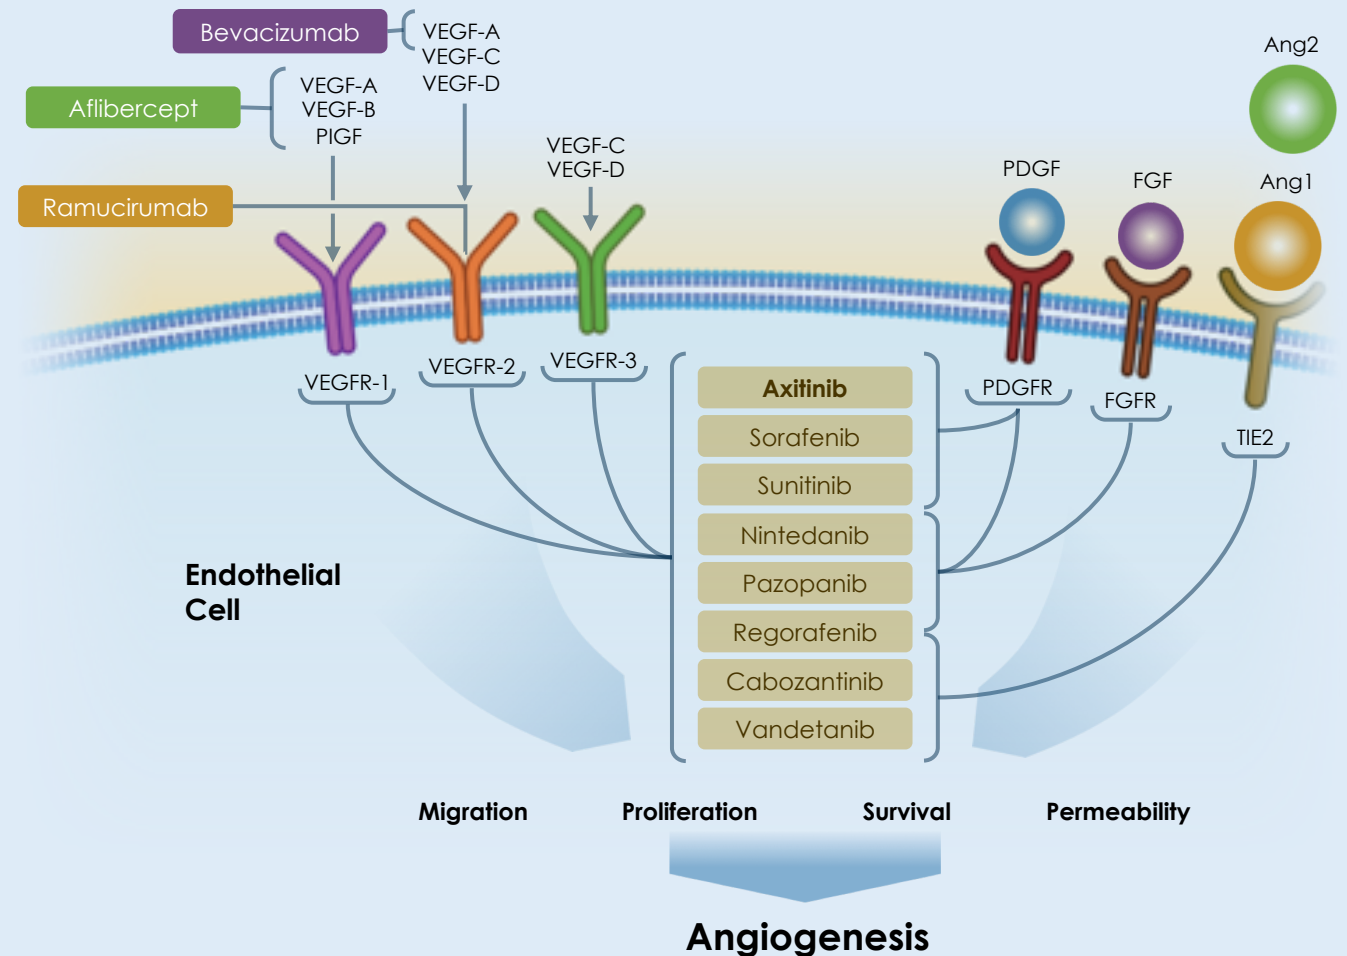 Bevacizumab
VEGF-A
VEGF-C
VEGF-D
Aflibercept
VEGF-A
VEGF-B
PIGF
Ramucirumab
VEGF-C
VEGF-D
PDGF
FGF
Ang2
Ang1
VEGFR-1
VEGFR-2
VEGFR-3
PDGFR
FGFR
TIE2
Axitinib
Sorafenib
Sunitinib
Nintedanib
Pazopanib
Regorafenib
Cabozantinib
Vandetanib
Endothelial
Cell
Migration Proliferation Survival Permeability
Angiogenesis